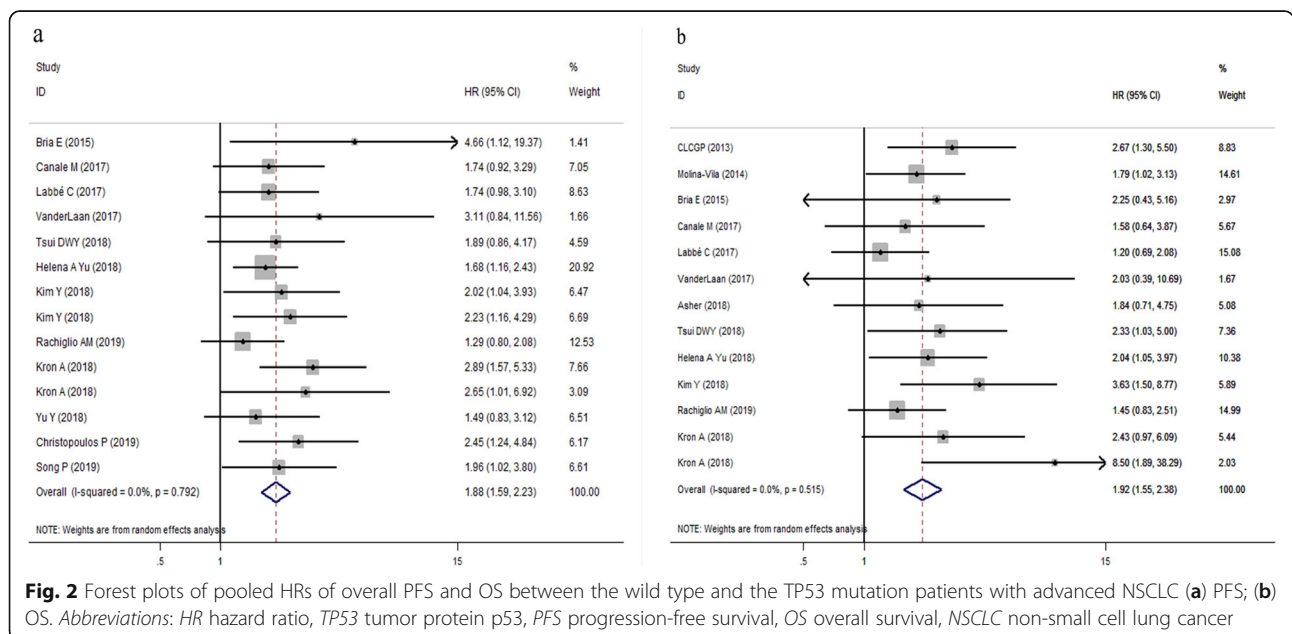 a
Study %
ID HR (95% CI) Weight
Bria E (2015) 4.66 (1.12, 19.37) 1.41
Canale M (2017) 1.74 (0.92, 3.29) 7.05
Labbé C (2017) 1.74 (0.98, 3.10) 8.63
VanderLaan (2017) 3.11 (0.84, 11.56) 1.66
Tsui DWY (2018) 1.89 (0.86, 4.17) 4.59
Helena A Yu (2018) 1.68 (1.16, 2.43) 20.92
Kim Y (2018) 2.02 (1.04, 3.93) 6.47
Kim Y (2018) 2.23 (1.16, 4.29) 6.69
Rachiglio AM (2019) 1.29 (0.80, 2.08) 12.53
Kron A (2018) 2.89 (1.57, 5.33) 7.66
Kron A (2018) 2.65 (1.01, 6.92) 3.09
Yu Y (2018) 1.49 (0.83, 3.12) 6.51
Christopoulos P (2019) 2.45 (1.24, 4.84) 6.17
Song P (2019) 1.96 (1.02, 3.80) 6.61
Overall (I-squared = 0.0%, p = 0.792) 1.88 (1.59, 2.23) 100.00
NOTE: Weights are from random effects analysis
.5 1 15
b
Study %
ID HR (95% CI) Weight
CLCGP (2013) 2.67 (1.30, 5.50) 8.83
Molina-Vila (2014) 1.79 (1.02, 3.13) 14.61
Bria E (2015) 2.25 (0.43, 5.16) 2.97
Canale M (2017) 1.58 (0.64, 3.87) 5.67
Labbé C (2017) 1.20 (0.69, 2.08) 15.08
VanderLaan (2017) 2.03 (0.39, 10.69) 1.67
Asher (2018) 1.84 (0.71, 4.75) 5.08
Tsui DWY (2018) 2.33 (1.03, 5.00) 7.36
Helena A Yu (2018) 2.04 (1.05, 3.97) 10.38
Kim Y (2018) 3.63 (1.50, 8.77) 5.89
Rachiglio AM (2019) 1.45 (0.83, 2.51) 14.99
Kron A (2018) 2.43 (0.97, 6.09) 5.44
Kron A (2018) 8.50 (1.89, 38.29) 2.03
Overall (I-squared = 0.0%, p = 0.515) 1.92 (1.55, 2.38) 100.00
NOTE: Weights are from random effects analysis
.5 1 15
Fig. 2 Forest plots of pooled HRs of overall PFS and OS between the wild type and the TP53 mutation patients with advanced NSCLC (a) PFS; (b)
OS. Abbreviations: HR hazard ratio, TP53 tumor protein p53, PFS progression-free survival, OS overall survival, NSCLC non-small cell lung cancer